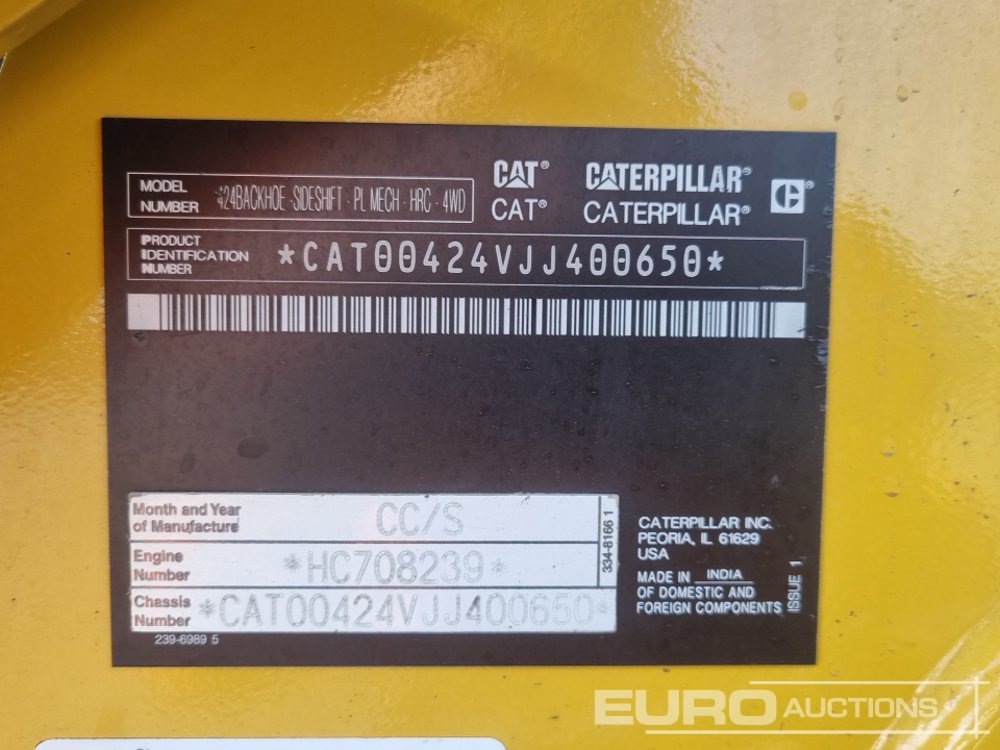 MODEL NUMBER 424BACKHOE - SIDESHIFT - PL MECH - HRC - 4WD
CAT® CATERPILLAR®
CAT® CATERPILLAR®
PRODUCT IDENTIFICATION NUMBER *CAT00424VJJ400650*
Month and Year of Manufacture CC/S
Engine Number *HC708239*
Chassis Number *CAT00424VJJ400650*
334-8166 1
239-6989 5
CATERPILLAR INC.
PEORIA, IL 61629
USA
MADE IN INDIA
OF DOMESTIC AND
FOREIGN COMPONENTS
ISSUE 1
EURO AUCTIONS